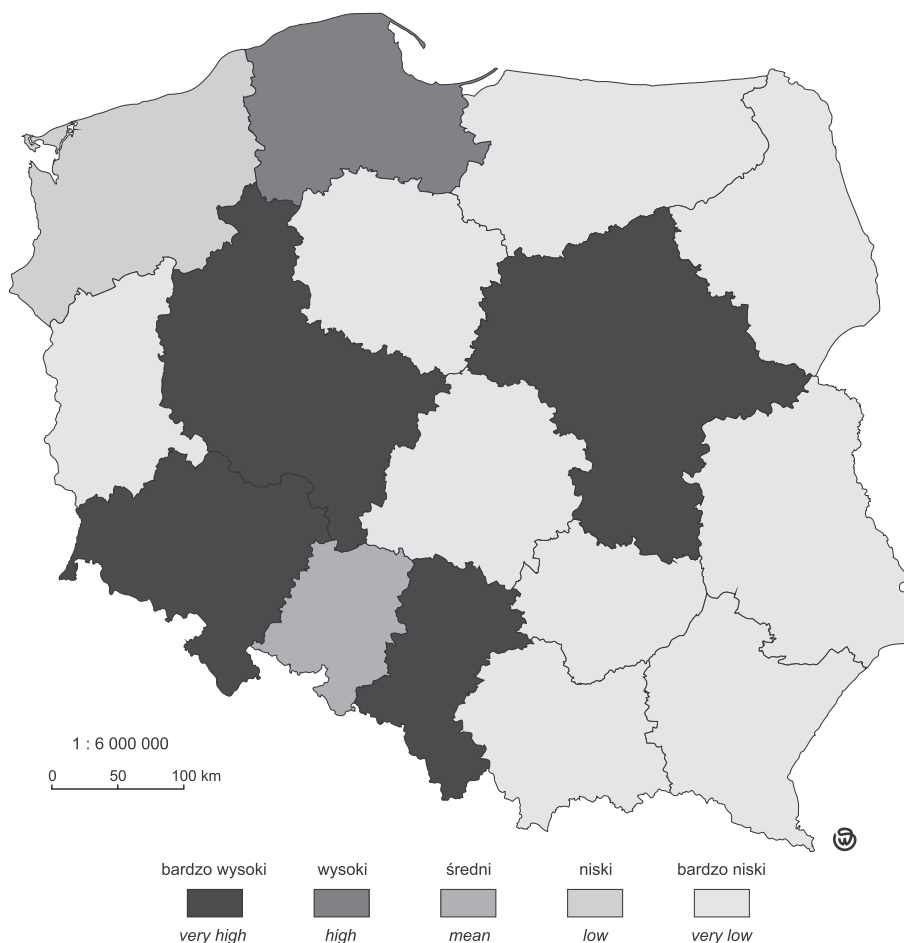 1 : 6 000 000
0 50 100 km
bardzo wysoki wysoki średni niski bardzo niski
very high high mean low very low